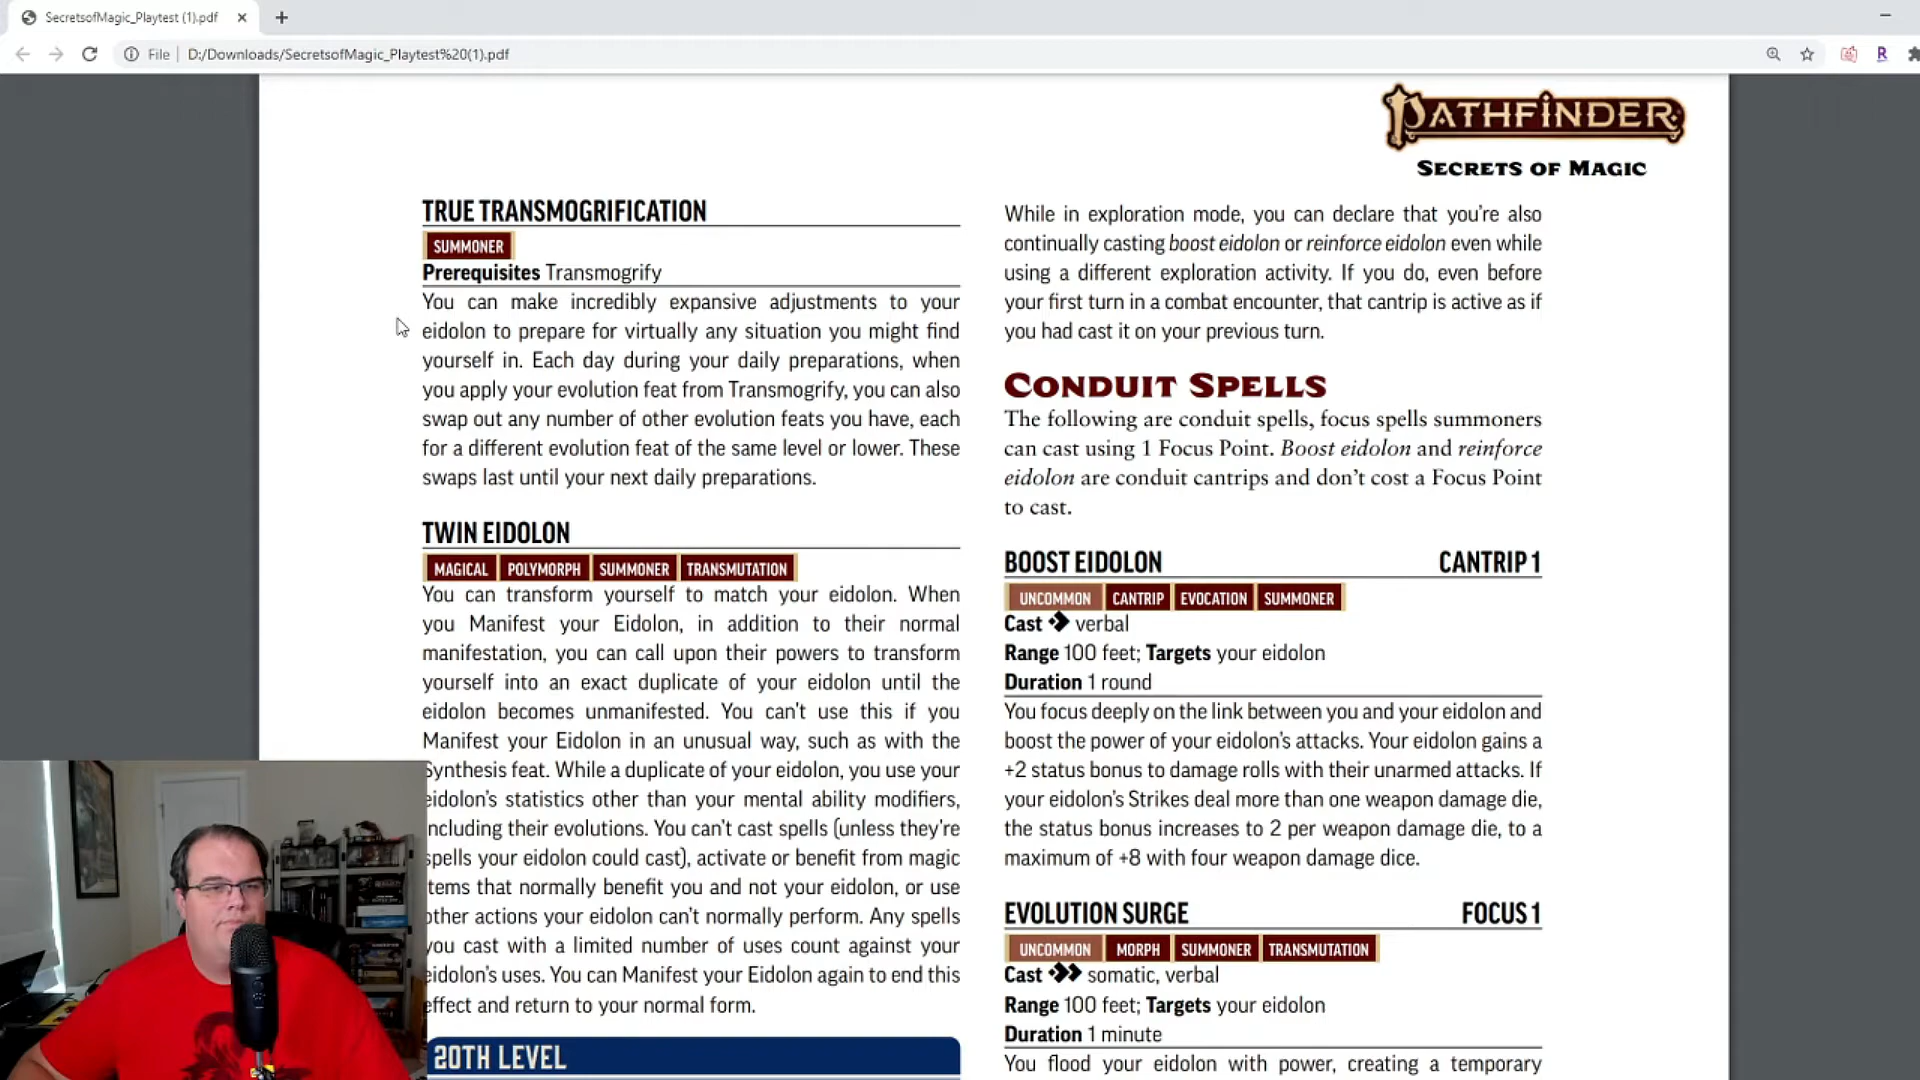 SecretsofMagic_Playtest (1).pdf
File
D:/Downloads/SecretsofMagic_Playtest%20(1).pdf
R
PATHFINDER
SECRETS OF MAGIC
TRUE TRANSMOGRIFICATION
SUMMONER
Prerequisites Transmogrify
You can make incredibly expansive adjustments to your
eidolon to prepare for virtually any situation you might find
yourself in. Each day during your daily preparations, when
you apply your evolution feat from Transmogrify, you can also
swap out any number of other evolution feats you have, each
for a different evolution feat of the same level or lower. These
swaps last until your next daily preparations.
TWIN EIDOLON
MAGICAL POLYMORPH SUMMONER TRANSMUTATION
You can transform yourself to match your eidolon. When
you Manifest your Eidolon, in addition to their normal
manifestation, you can call upon their powers to transform
yourself into an exact duplicate of your eidolon until the
eidolon becomes unmanifested. You can't use this if you
Manifest your Eidolon in an unusual way, such as with the
Synthesis feat. While a duplicate of your eidolon, you use your
eidolon's statistics other than your mental ability modifiers,
including their evolutions. You can't cast spells (unless they're
spells your eidolon could cast), activate or benefit from magic
items that normally benefit you and not your eidolon, or use
other actions your eidolon can't normally perform. Any spells
you cast with a limited number of uses count against your
eidolon's uses. You can Manifest your Eidolon again to end this
effect and return to your normal form.
20TH LEVEL
While in exploration mode, you can declare that you're also
continually casting boost eidolon or reinforce eidolon even while
using a different exploration activity. If you do, even before
your first turn in a combat encounter, that cantrip is active as if
you had cast it on your previous turn.
CONDUIT SPELLS
The following are conduit spells, focus spells summoners
can cast using 1 Focus Point. Boost eidolon and reinforce
eidolon are conduit cantrips and don't cost a Focus Point
to cast.
BOOST EIDOLON CANTRIP 1
UNCOMMON CANTRIP EVOCATION SUMMONER
Cast verbal
Range 100 feet; Targets your eidolon
Duration 1 round
You focus deeply on the link between you and your eidolon and
boost the power of your eidolon's attacks. Your eidolon gains a
+2 status bonus to damage rolls with their unarmed attacks. If
your eidolon's Strikes deal more than one weapon damage die,
the status bonus increases to 2 per weapon damage die, to a
maximum of +8 with four weapon damage dice.
EVOLUTION SURGE FOCUS 1
UNCOMMON MORPH SUMMONER TRANSMUTATION
Cast somatic, verbal
Range 100 feet; Targets your eidolon
Duration 1 minute
You flood your eidolon with power, creating a temporary